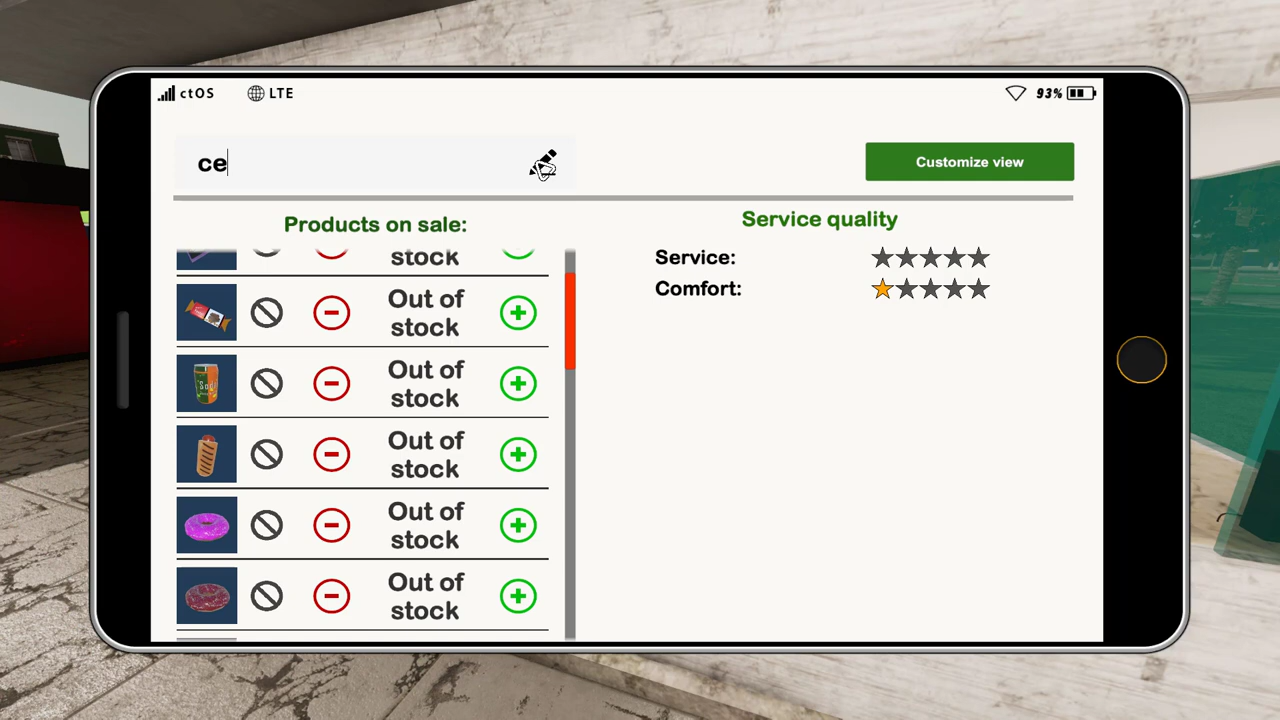 ctOS LTE 93%
ce
Customize view
Products on sale:
Service quality
Service:
Comfort:
stock
Out of
stock
Out of
stock
Out of
stock
Out of
stock
Out of
stock